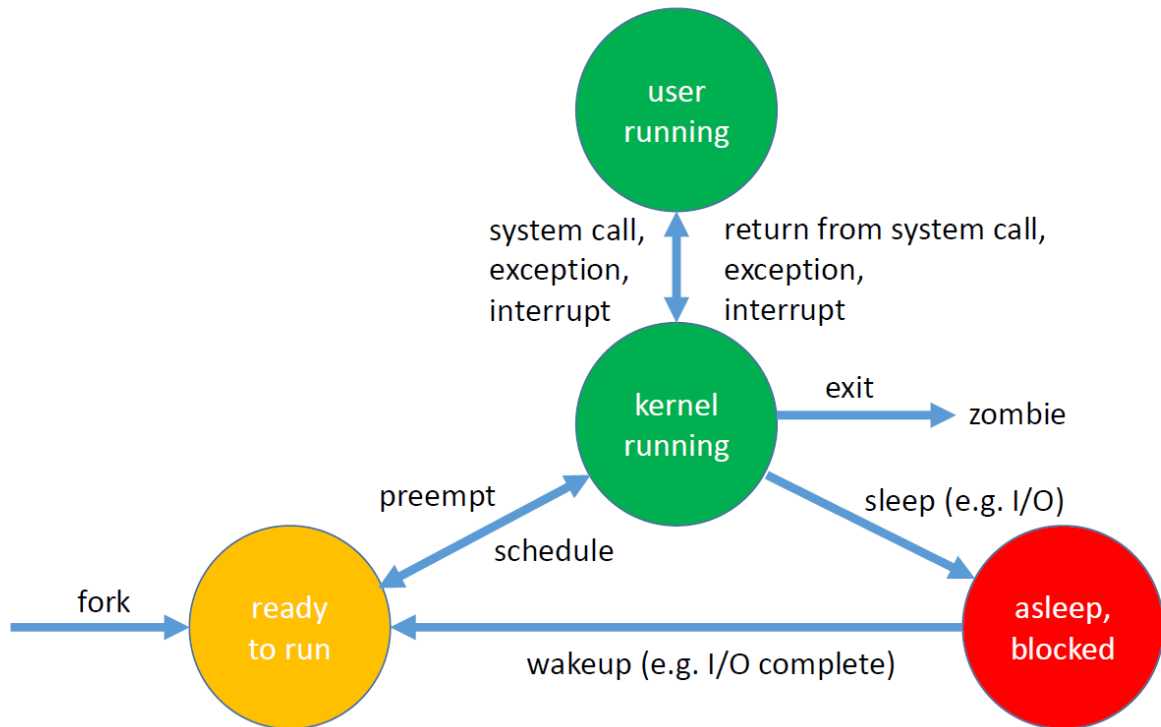 user
running
system call,
exception,
interrupt
return from system call,
exception,
interrupt
kernel
running
exit
zombie
preempt
sleep (e.g. I/O)
schedule
fork
ready
to run
asleep,
blocked
wakeup (e.g. I/O complete)